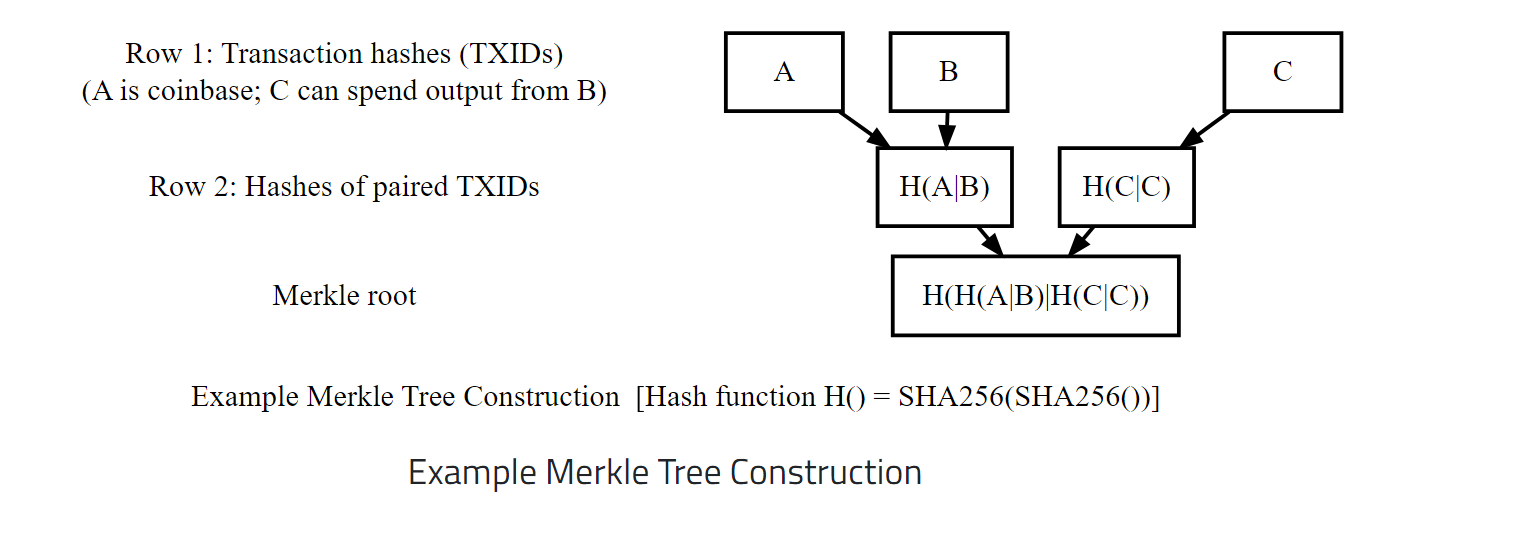 Row 1: Transaction hashes (TXIDs)
(A is coinbase; C can spend output from B)
A
B
C
Row 2: Hashes of paired TXIDs
H(A|B)
H(C|C)
Merkle root
H(H(A|B)|H(C|C))
Example Merkle Tree Construction  [Hash function H() = SHA256(SHA256())]
Example Merkle Tree Construction